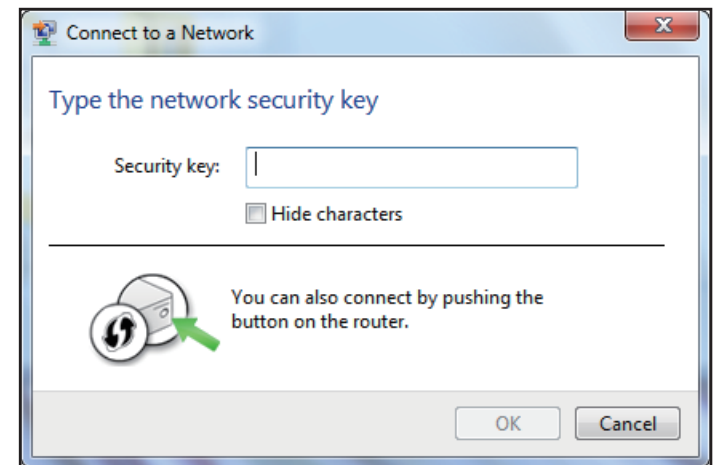 Connect to a Network
Type the network security key
Security key:
Hide characters
You can also connect by pushing the
button on the router.
OK
Cancel